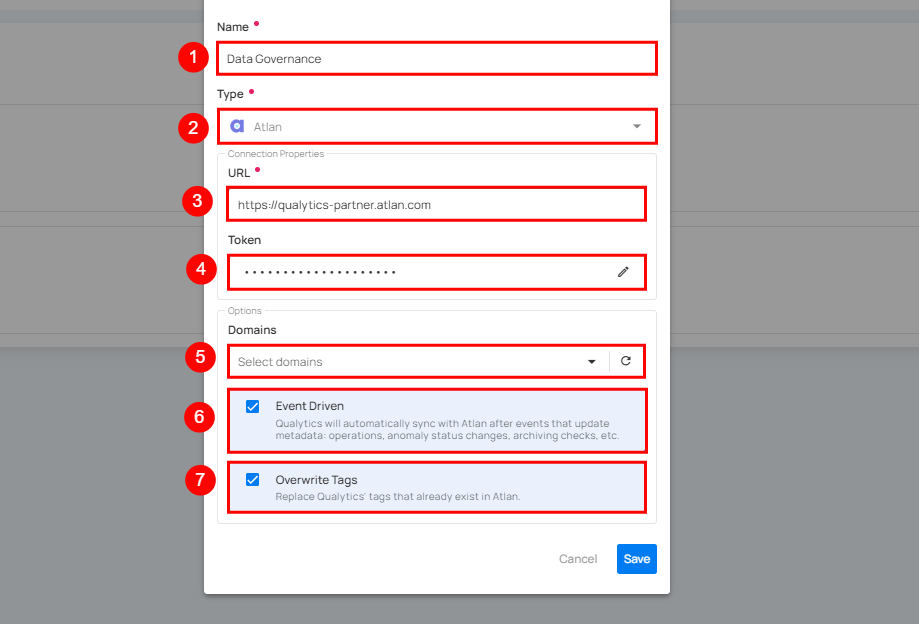 Name
1
Data Governance
Type
2
Atlan
Connection Properties
URL
3
https://qualytics-partner.atlan.com
Token
4
Options
Domains
5
Select domains
6
Event Driven
Qualytics will automatically sync with Atlan after events that update
metadata: operations, anomaly status changes, archiving checks, etc.
7
Overwrite Tags
Replace Qualytics' tags that already exist in Atlan.
Cancel Save